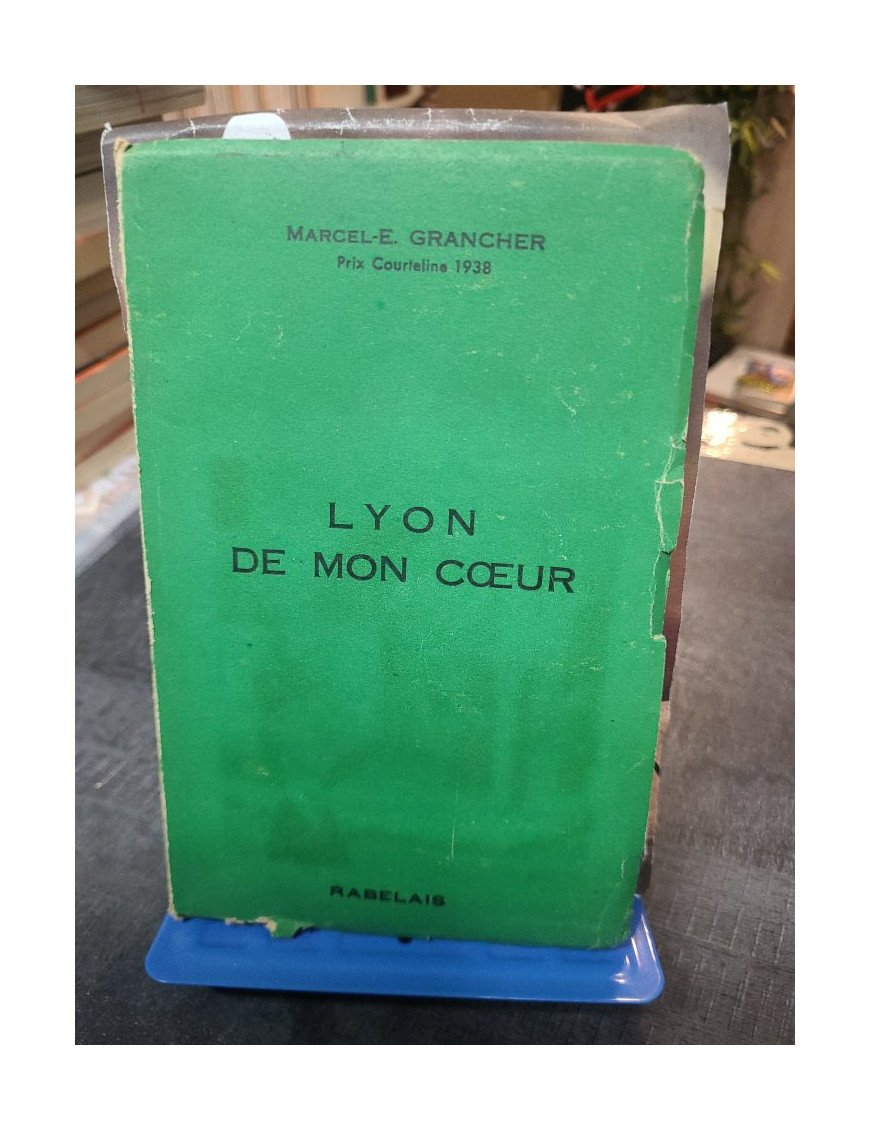 MARCEL-E. GRANCHER
Prix Courteline 1938
LYON
DE MON CŒUR
RABELAIS